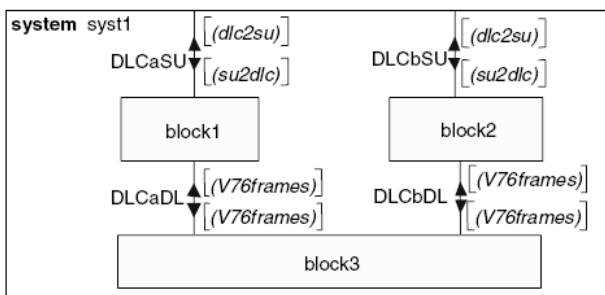 system syst1
[(dlc2su)]
DLCaSU
[(su2dlc)]
[(dlc2su)]
DLCbSU
[(su2dlc)]
block1
block2
[(V76frames)]
DLCaDL
[(V76frames)]
[(V76frames)]
DLCbDL
[(V76frames)]
block3